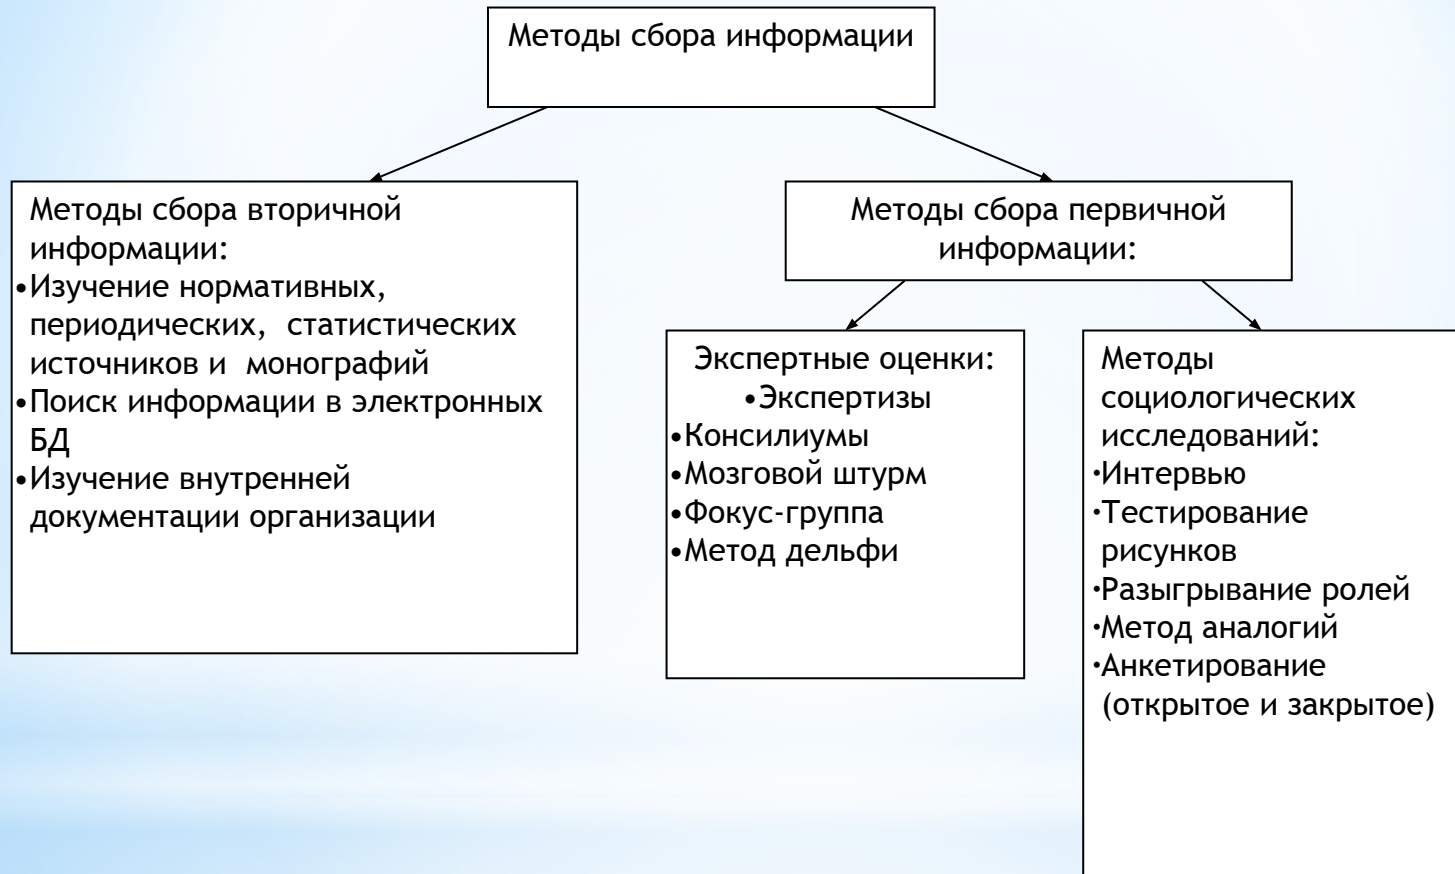 Методы сбора информации
Методы сбора вторичной
информации:
•Изучение нормативных,
периодических, статистических
источников и монографий
•Поиск информации в электронных
БД
•Изучение внутренней
документации организации
Методы сбора первичной
информации:
Экспертные оценки:
•Экспертизы
•Консилиумы
•Мозговой штурм
•Фокус-группа
•Метод дельфи
Методы
социологических
исследований:
·Интервью
·Тестирование
рисунков
·Разыгрывание ролей
·Метод аналогий
·Анкетирование
(открытое и закрытое)